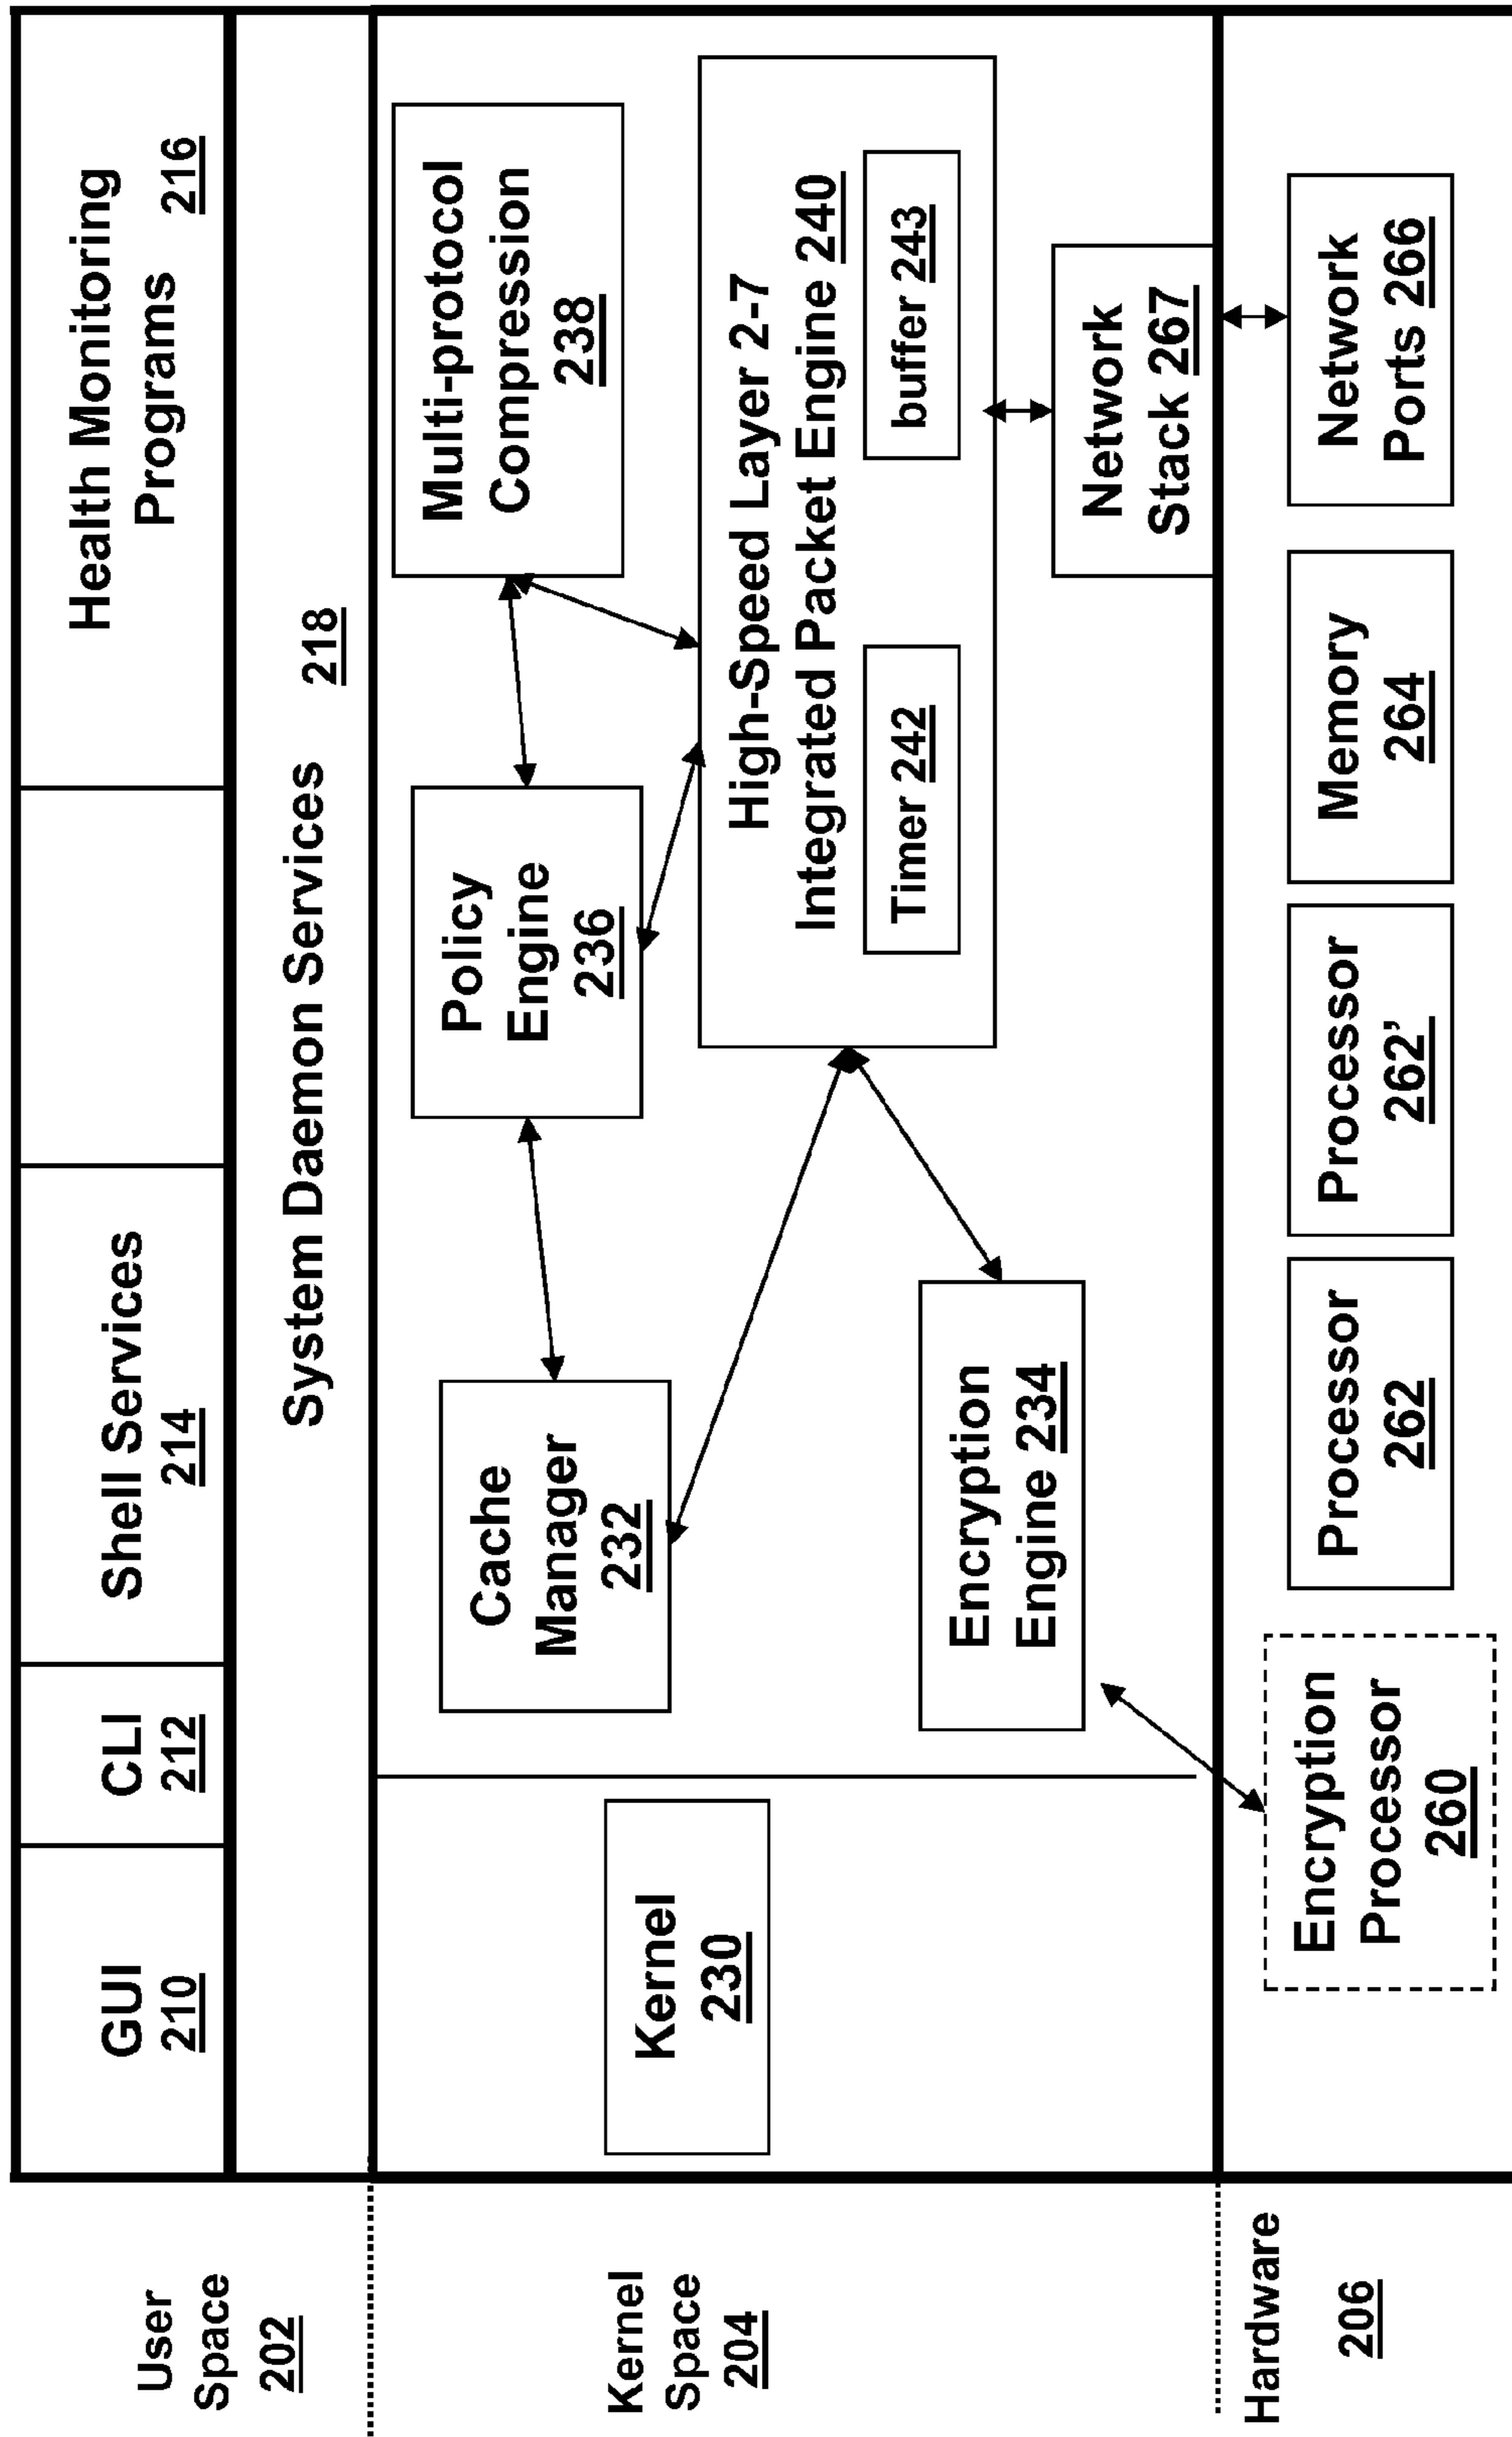 User
Space
202
GUI
210
CLI
212
Shell Services
214
Health Monitoring
Programs 216
System Daemon Services 218
Kernel
Space
204
Kernel
230
Cache
Manager
232
Policy
Engine
236
Multi-protocol
Compression
238
High-Speed Layer 2-7
Integrated Packet Engine 240
Timer 242
buffer 243
Encryption
Engine 234
Network
Stack 267
Hardware
206
Encryption
Processor
260
Processor
262
Processor
262’
Memory
264
Network
Ports 266